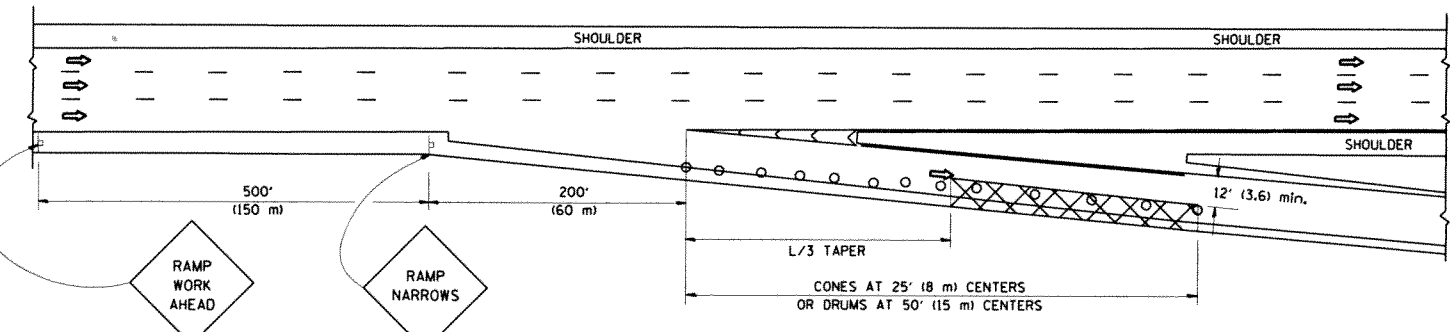 SHOULDER
SHOULDER
SHOULDER
500'
(150 m)
200'
(60 m)
12' (3.6) min.
L/3 TAPER
CONES AT 25' (8 m) CENTERS
OR DRUMS AT 50' (15 m) CENTERS
RAMP
WORK
AHEAD
RAMP
NARROWS